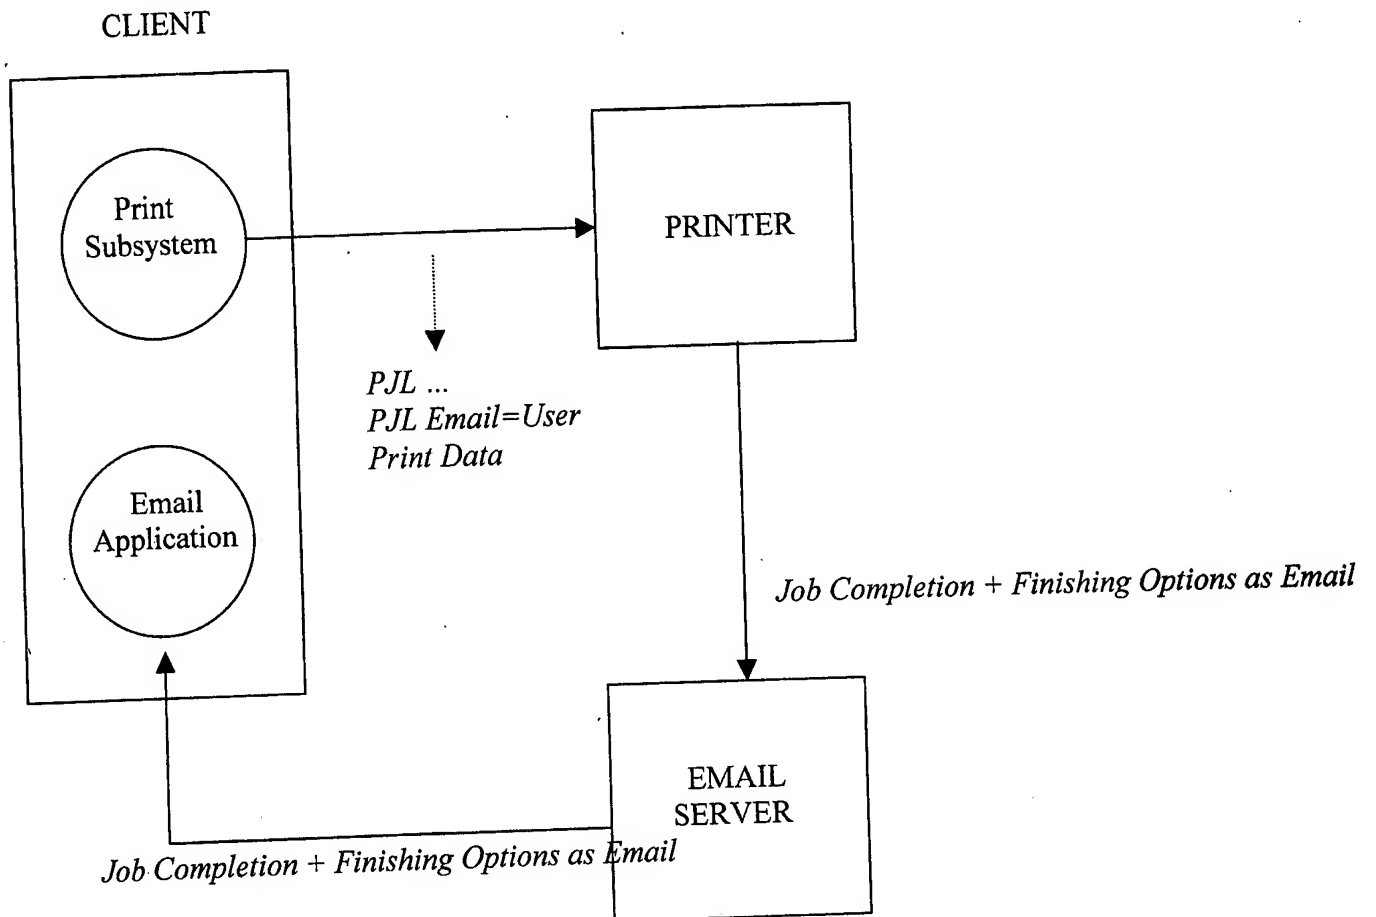 CLIENT
Print
Subsystem
PRINTER
PJL ...
PJL Email=User
Print Data
Email
Application
Job Completion + Finishing Options as Email
EMAIL
SERVER
Job Completion + Finishing Options as Email